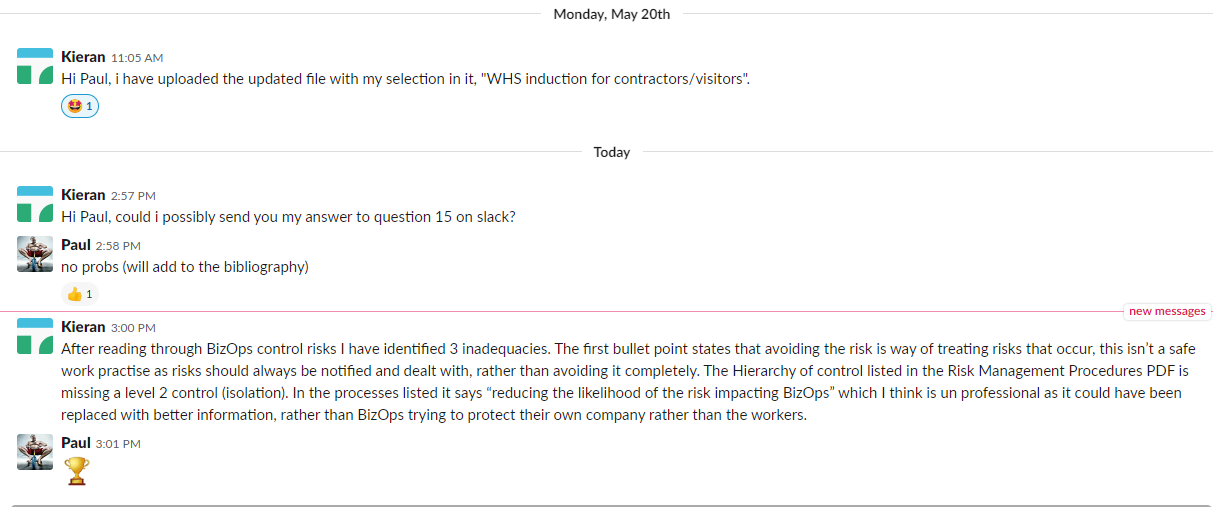 Monday, May 20th
Kieran 11:05 AM
Hi Paul, i have uploaded the updated file with my selection in it, "WHS induction for contractors/visitors".
1
Today
Kieran 2:57 PM
Hi Paul, could i possibly send you my answer to question 15 on slack?
Paul 2:58 PM
no probs (will add to the bibliography)
1
new messages
Kieran 3:00 PM
After reading through BizOps control risks I have identified 3 inadequacies. The first bullet point states that avoiding the risk is way of treating risks that occur, this isn’t a safe
work practise as risks should always be notified and dealt with, rather than avoiding it completely. The Hierarchy of control listed in the Risk Management Procedures PDF is
missing a level 2 control (isolation). In the processes listed it says “reducing the likelihood of the risk impacting BizOps” which I think is un professional as it could have been
replaced with better information, rather than BizOps trying to protect their own company rather than the workers.
Paul 3:01 PM